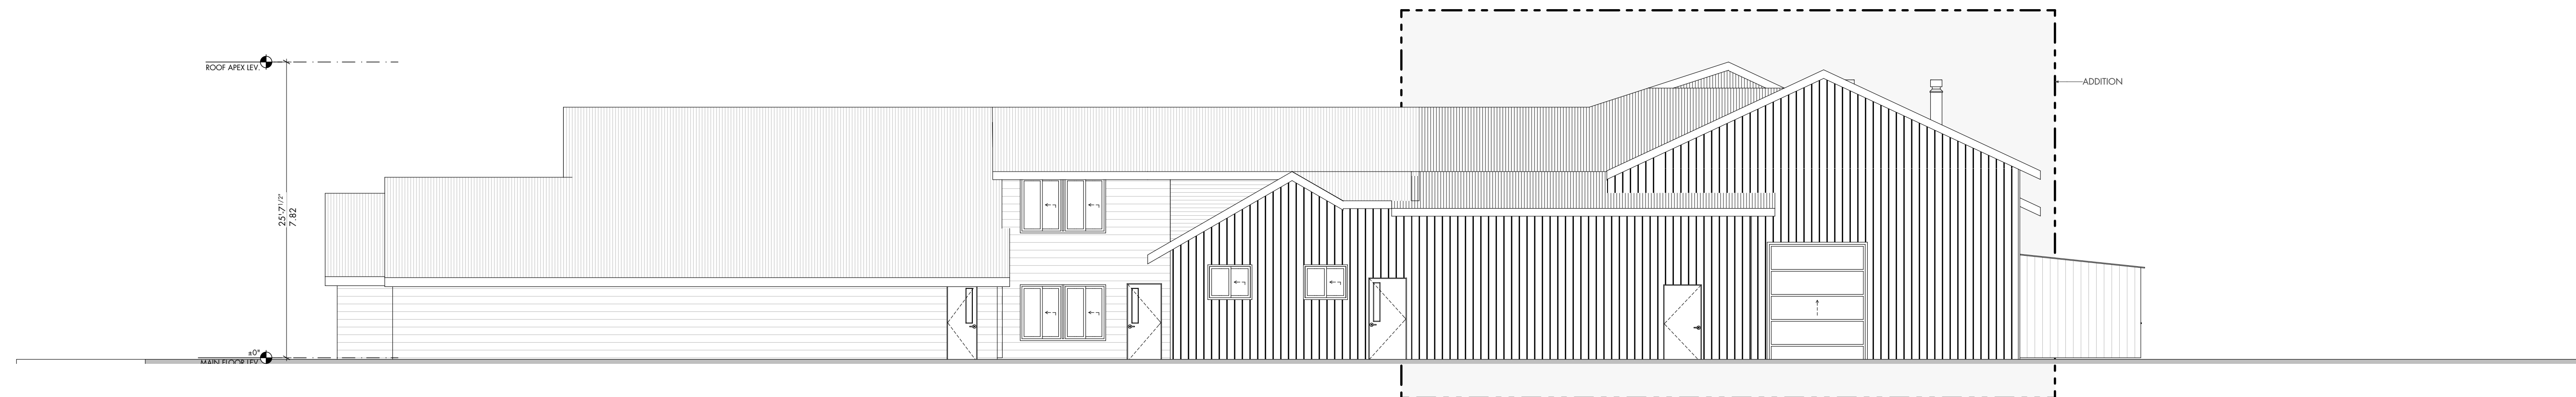 ROOF APEX LEV.
ADDITION
25'-7 1/2"
7.82
±0"
MAIN FLOOR LEV.